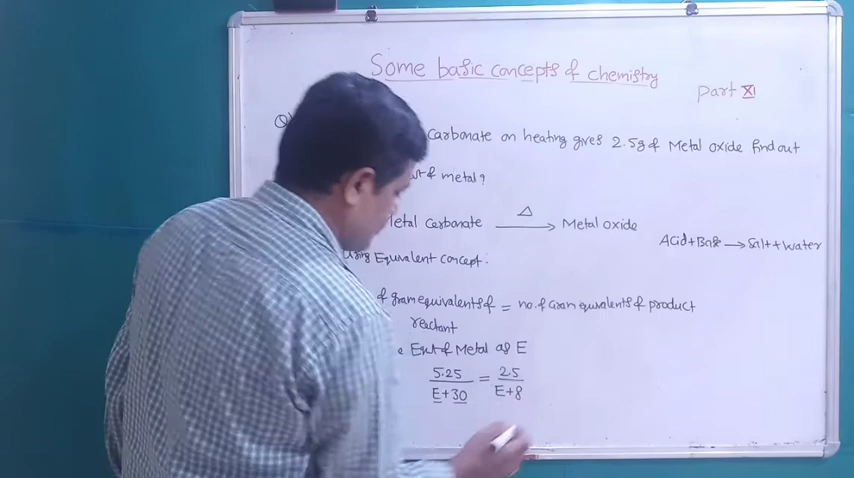 Some basic concepts of chemistry
Part XI
Q)
Carbonate on heating gives 2.5g of Metal oxide find out
wt of metal?
Metal carbonate Δ → Metal oxide
Acid+Base → Salt+Water
Using Equivalent concept:
of gram equivalents of = no. of Gram equivalents of product
reactant
Ewt of Metal as E
5.25/E+30 = 2.5/E+8